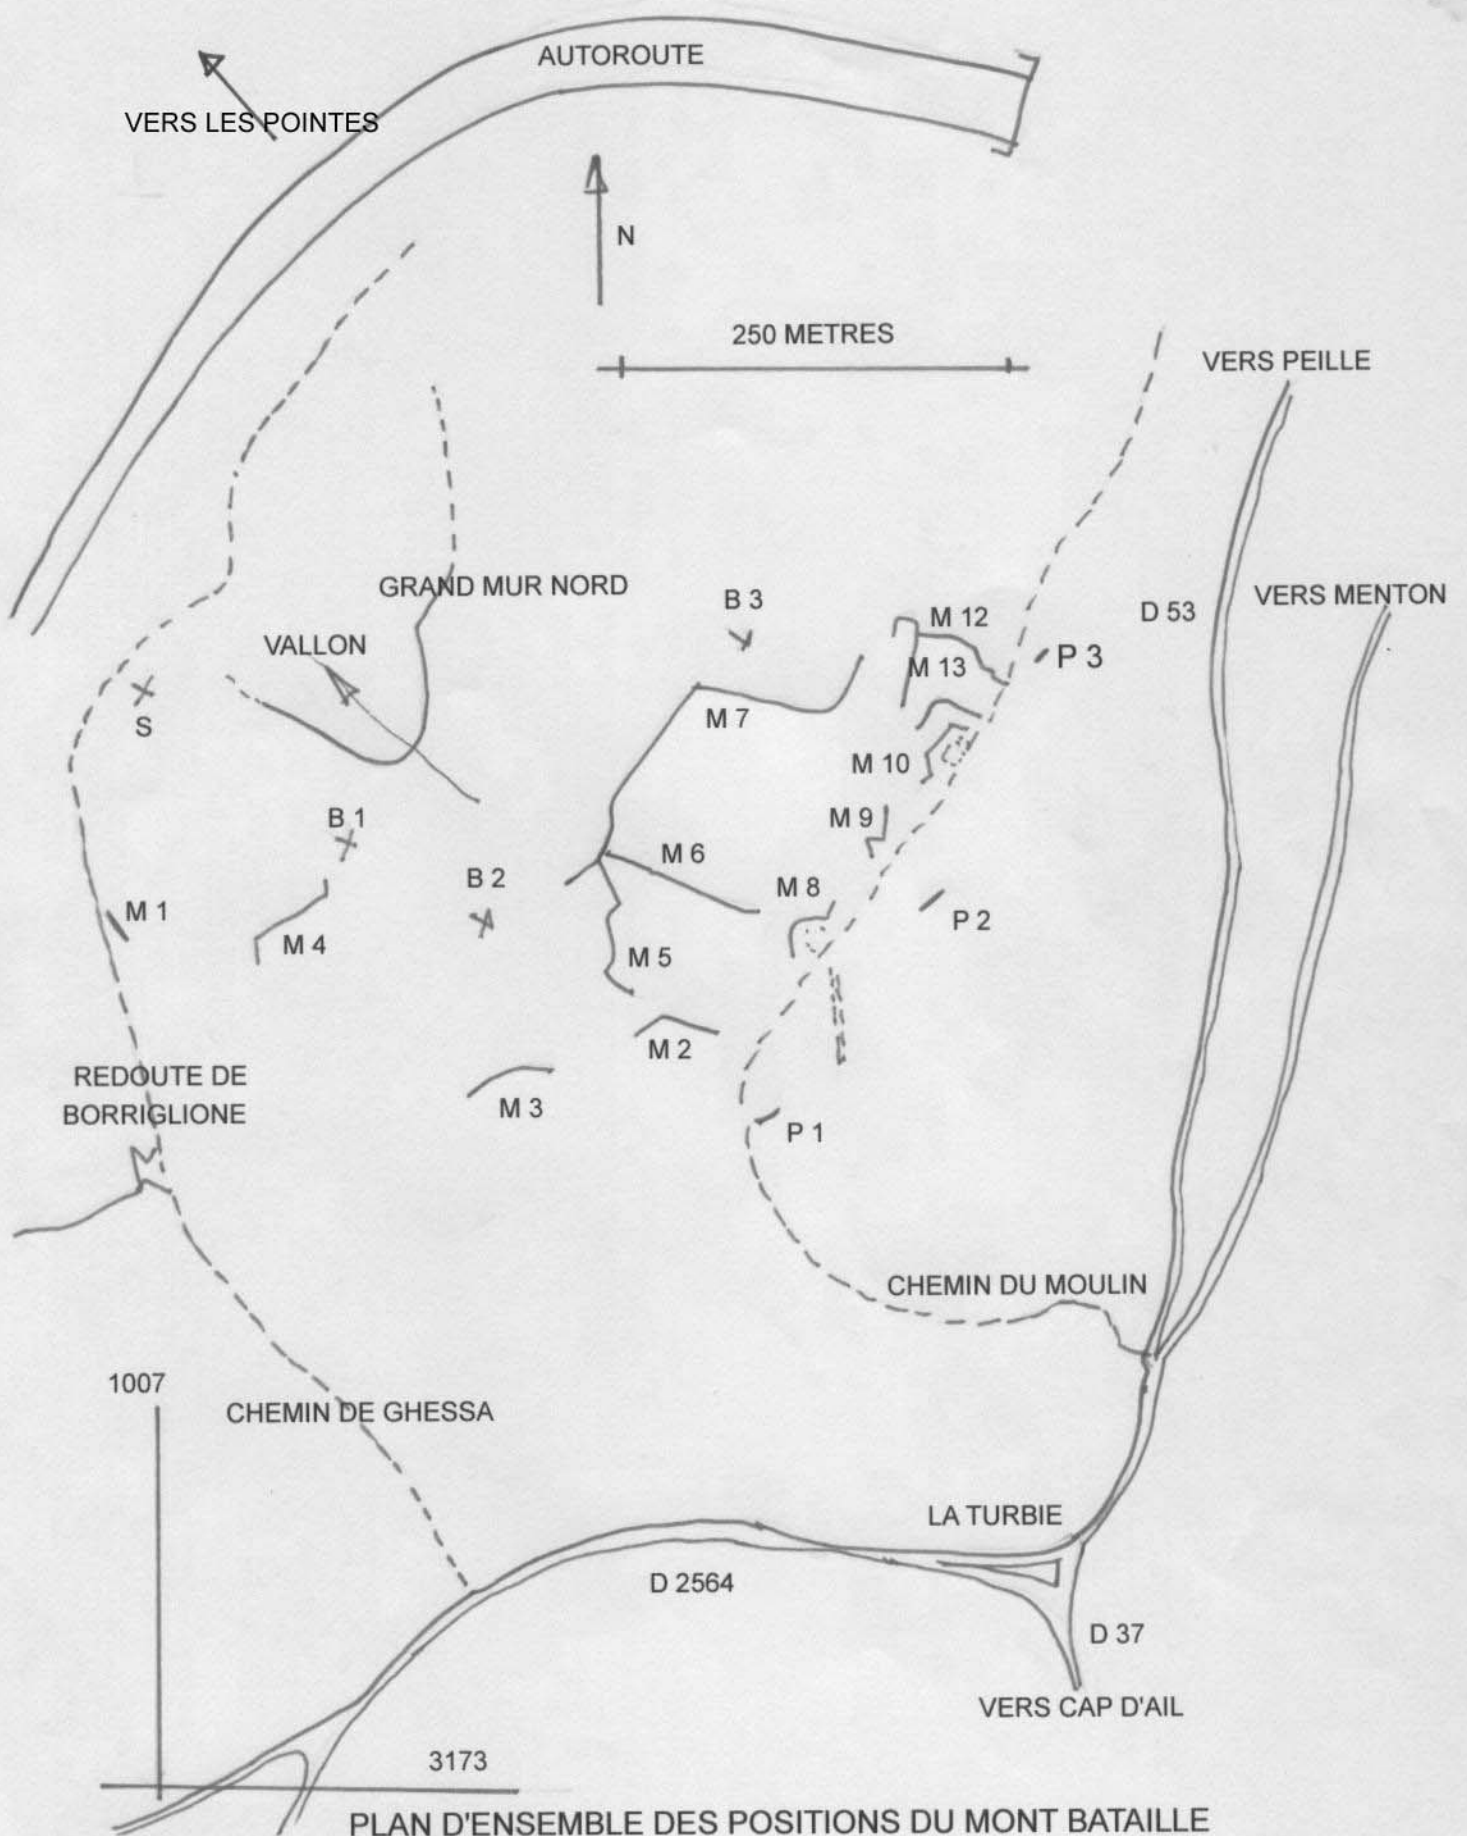 AUTOROUTE
VERS LES POINTES
N
250 METRES
VERS PEILLE
GRAND MUR NORD
B 3
M 12
D 53
VERS MENTON
VALLON
M 13
P 3
S
M 7
M 10
B 1
M 9
M 6
B 2
M 8
M 1
M 4
P 2
M 5
M 2
REDOUTE DE
BORRIGLIONE
M 3
P 1
CHEMIN DU MOULIN
1007
CHEMIN DE GHESSA
LA TURBIE
D 2564
D 37
VERS CAP D'AIL
3173
PLAN D'ENSEMBLE DES POSITIONS DU MONT BATAILLE